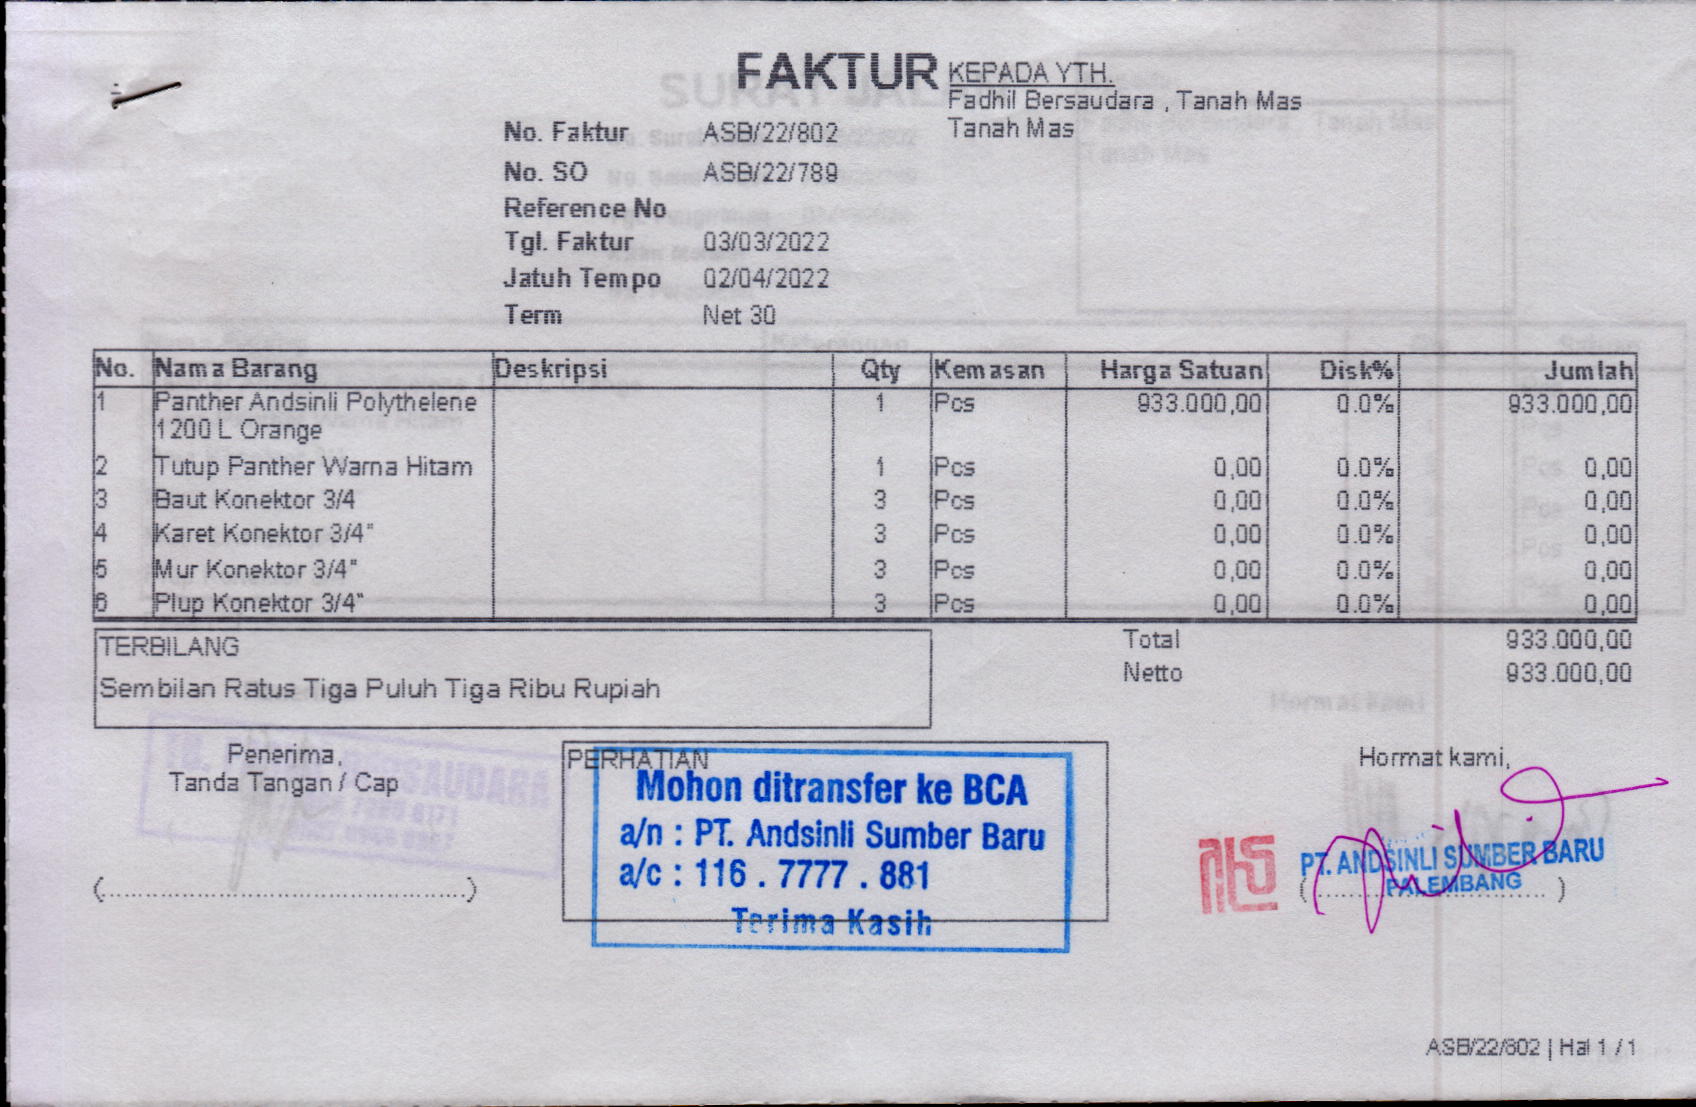 FAKTUR
KEPADA YTH.
Fadhil Bersaudara , Tanah Mas
Tanah Mas
No. Faktur ASB/22/802
No. SO ASB/22/789
Reference No
Tgl. Faktur 03/03/2022
Jatuh Tempo 02/04/2022
Term Net 30
No. Nama Barang Deskripsi Qty Kemasan Harga Satuan Disk% Jumlah
1 Panther Andsinli Polythelene 1 Pcs 933.000,00 0.0% 933.000,00
1200 L Orange
2 Tutup Panther Warna Hitam 1 Pcs 0,00 0.0% 0,00
3 Baut Konektor 3/4 3 Pcs 0,00 0.0% 0,00
4 Karet Konektor 3/4" 3 Pcs 0,00 0.0% 0,00
5 Mur Konektor 3/4" 3 Pcs 0,00 0.0% 0,00
6 Plup Konektor 3/4" 3 Pcs 0,00 0.0% 0,00
Total 933.000,00
Netto 933.000,00
TERBILANG
Sembilan Ratus Tiga Puluh Tiga Ribu Rupiah
Penerima,
Tanda Tangan / Cap
(....................................)
PERHATIAN
Mohon ditransfer ke BCA
a/n : PT. Andsinli Sumber Baru
a/c : 116 . 7777 . 881
Terima Kasih
Hormat kami,
PT. ANDSINLI SUMBER BARU
PALEMBANG
ASB/22/802 | Hal 1 / 1